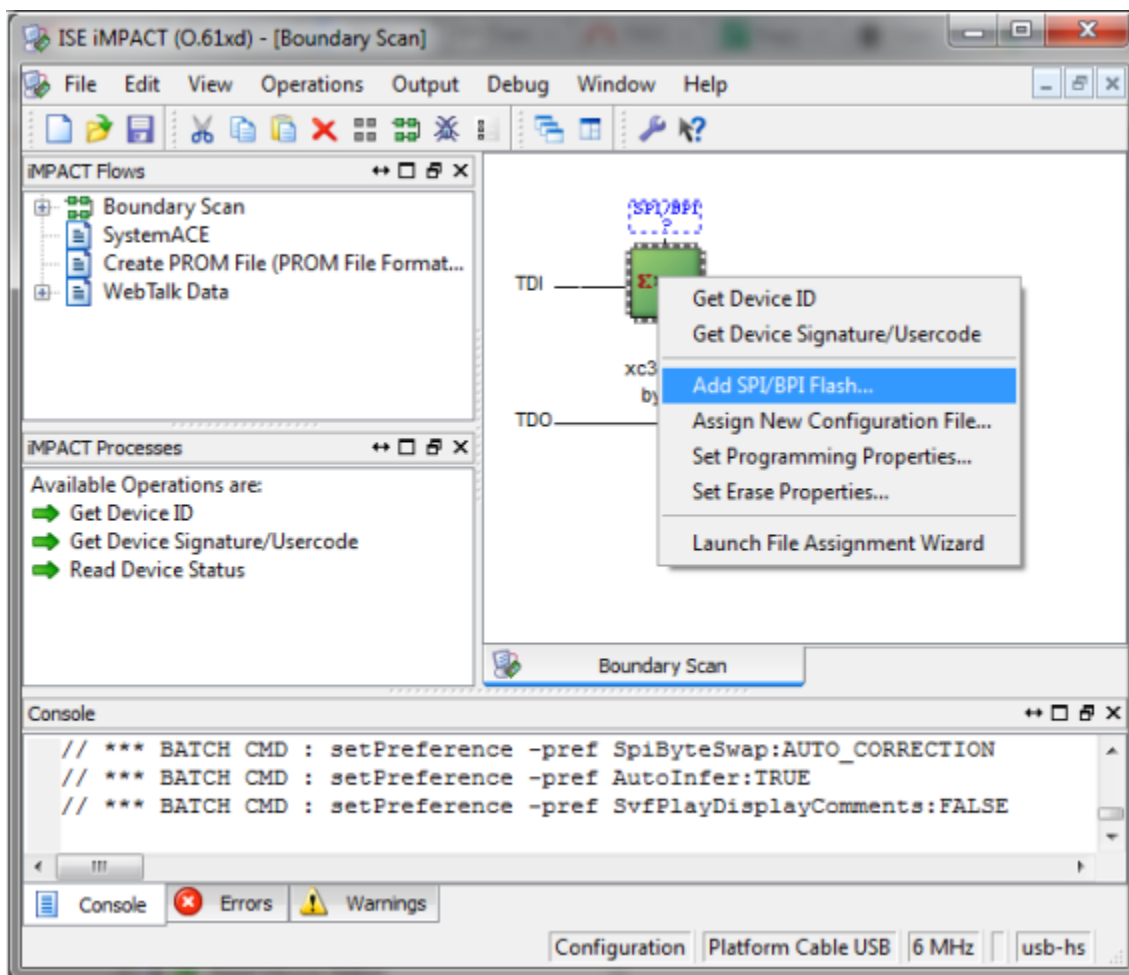 ISE iMPACT (O.61xd) - [Boundary Scan]
File Edit View Operations Output Debug Window Help
iMPACT Flows
Boundary Scan
SystemACE
Create PROM File (PROM File Format...
WebTalk Data
iMPACT Processes
Available Operations are:
Get Device ID
Get Device Signature/Usercode
Read Device Status
SPI/BPI
?
TDI
xc3
by
TDO
Get Device ID
Get Device Signature/Usercode
Add SPI/BPI Flash...
Assign New Configuration File...
Set Programming Properties...
Set Erase Properties...
Launch File Assignment Wizard
Boundary Scan
Console
// *** BATCH CMD : setPreference -pref SpiByteSwap:AUTO_CORRECTION
// *** BATCH CMD : setPreference -pref AutoInfer:TRUE
// *** BATCH CMD : setPreference -pref SvfPlayDisplayComments:FALSE
Console Errors Warnings
Configuration Platform Cable USB 6 MHz usb-hs